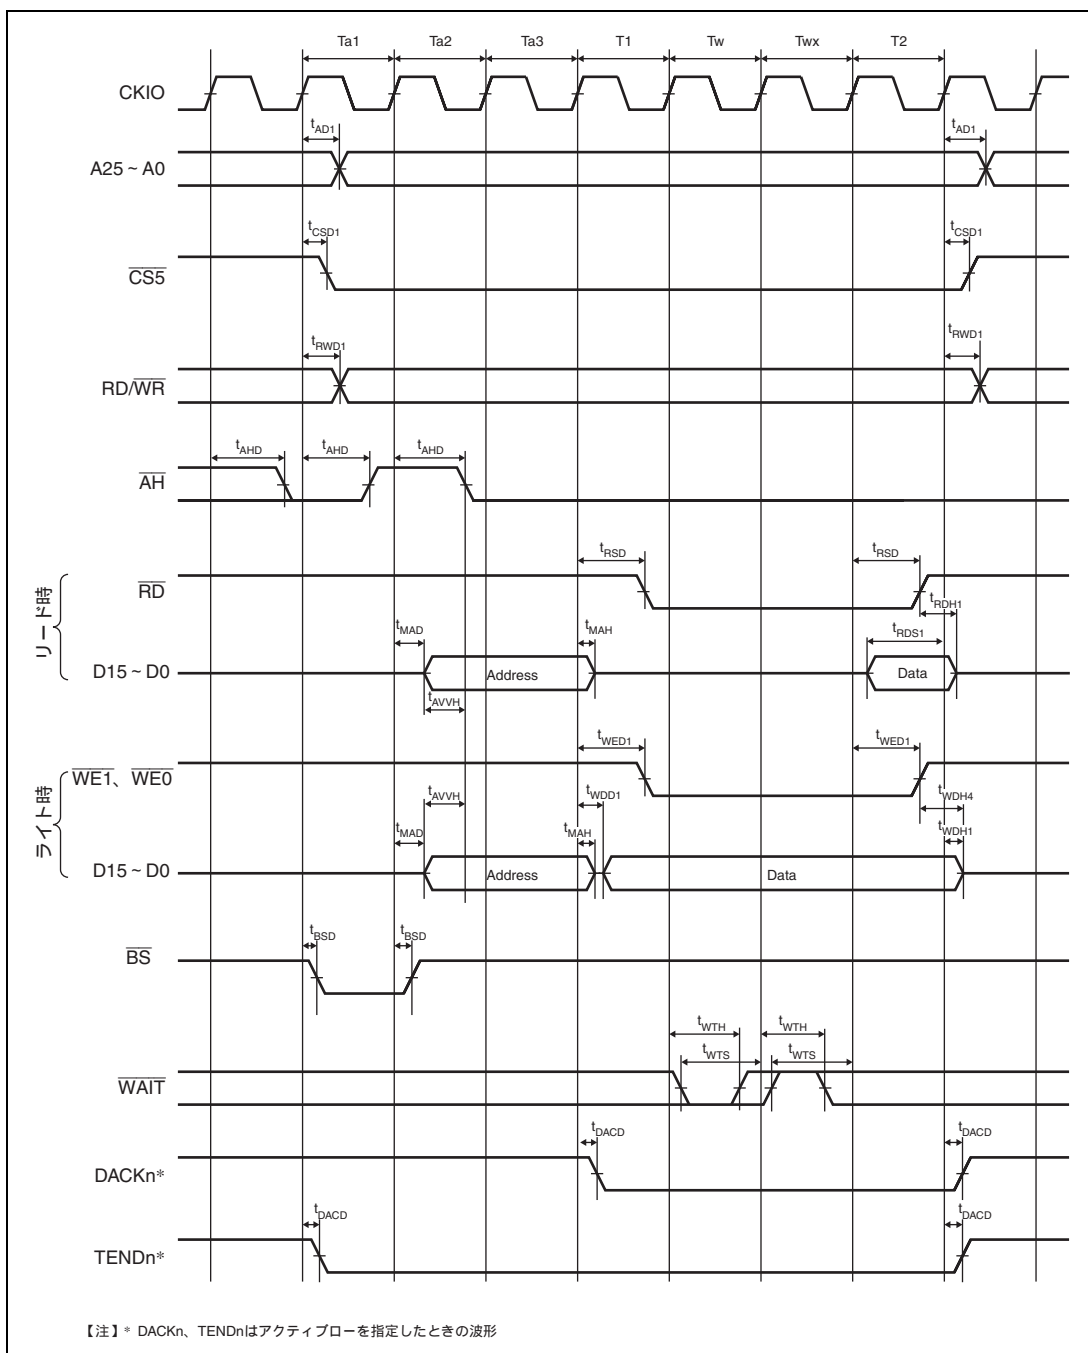 Ta1 Ta2 Ta3 T1 Tw Twx T2
CKIO
tAD1 tAD1
A25 ~ A0
tCSD1 tCSD1
CS5
tRWD1 tRWD1
RD/WR
tAHD tAHD tAHD
AH
tRSD tRSD
リード時
RD
tRDH1
tMAD tMAH tRDS1
D15 ~ D0 Address Data
tAVVH
tWED1 tWED1
ライト時
WE1、WE0
tAVVH tWDD1 tWDH4
tMAD tMAH tWDH1
D15 ~ D0 Address Data
tBSD tBSD
BS
tWTH tWTH
tWTS tWTS
WAIT
tDACD tDACD
DACKn*
tDACD tDACD
TENDn*
【注】* DACKn、TENDnはアクティブローを指定したときの波形